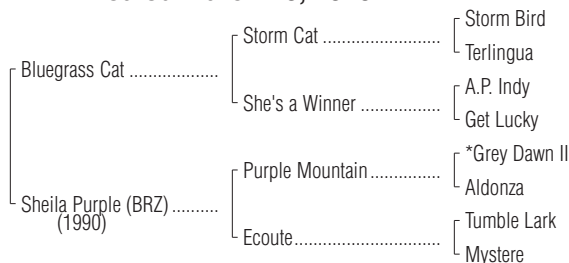 Storm Bird
Storm Cat ........................
Terlingua
Bluegrass Cat ..................
A.P. Indy
She's a Winner ................
Get Lucky
*Grey Dawn II
Purple Mountain ..............
Aldonza
Sheila Purple (BRZ) .........
(1990)
Tumble Lark
Ecoute .............................
Mystere